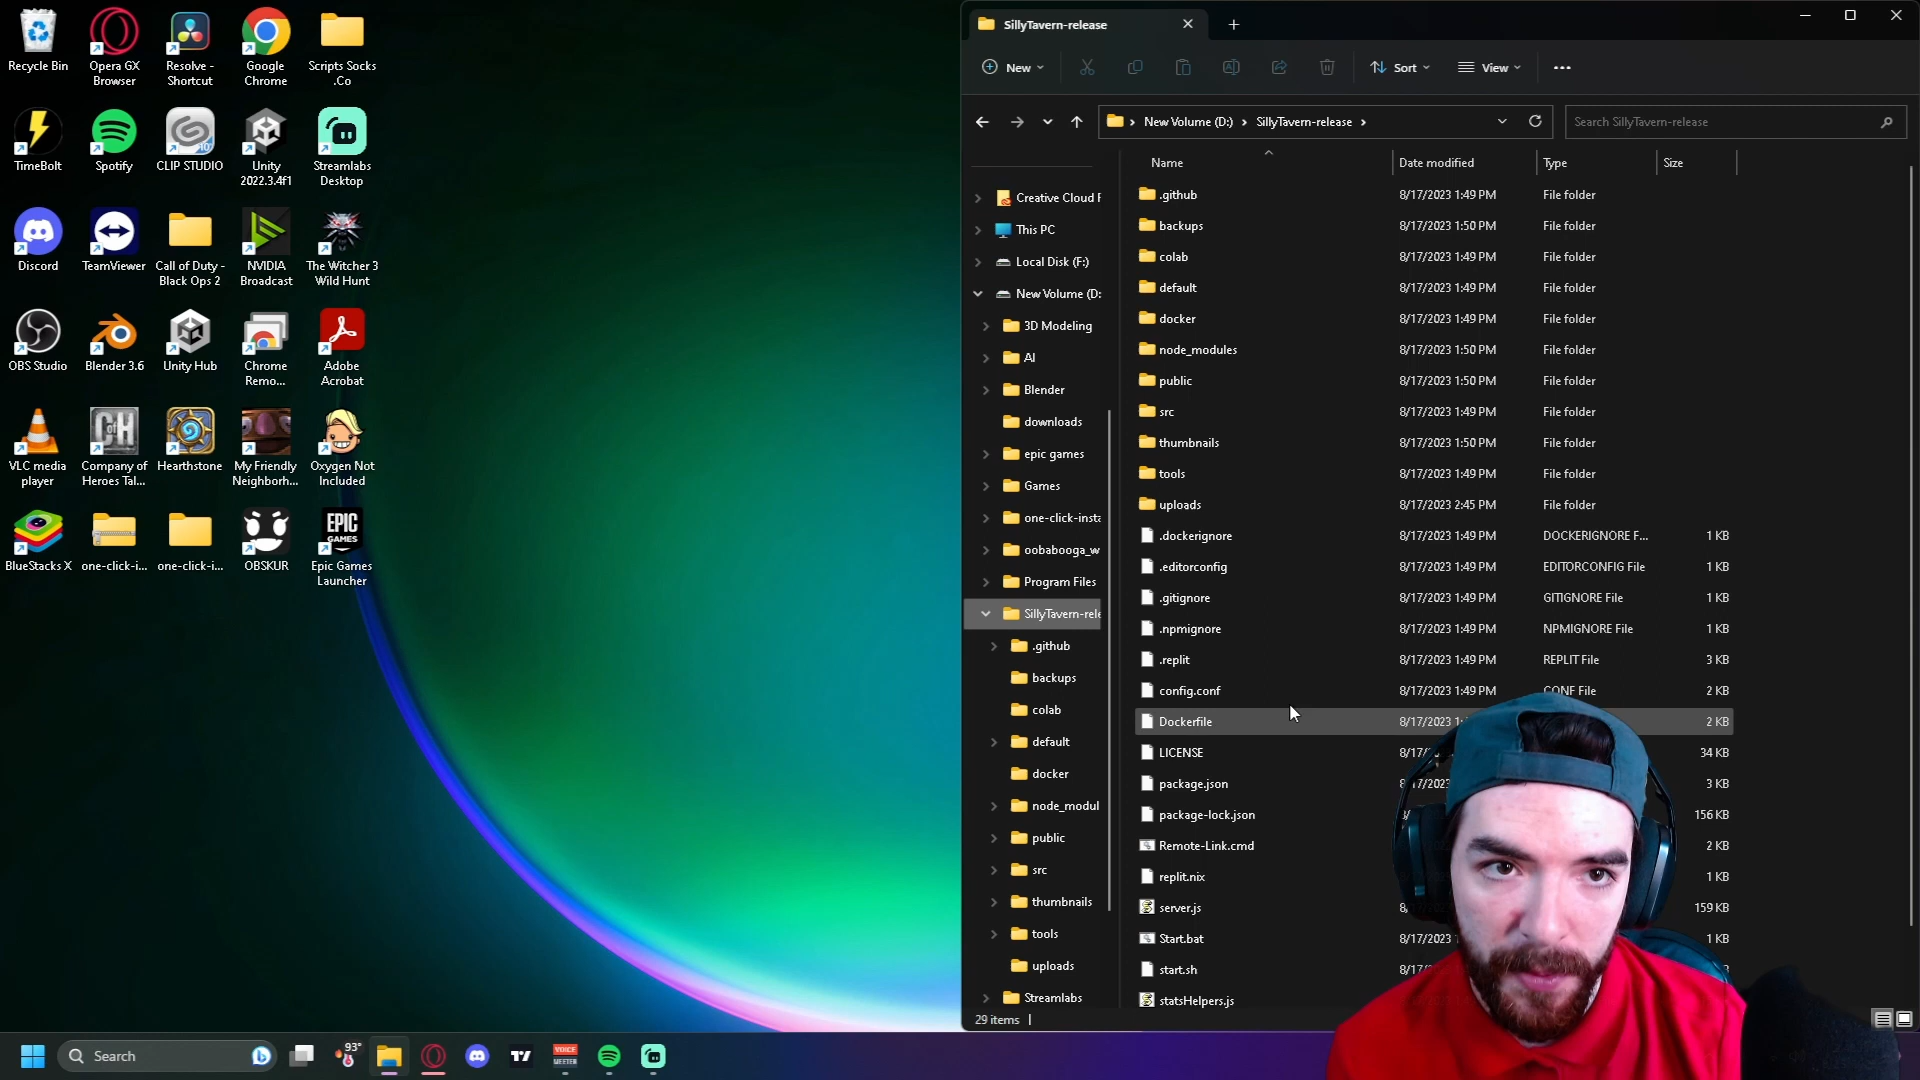 Recycle Bin
Opera GX
Browser
Resolve -
Shortcut
Google
Chrome
Scripts Socks
.Co
TimeBolt
Spotify
CLIP STUDIO
Unity
2022.3.4f1
Streamlabs
Desktop
Discord
TeamViewer
Call of Duty -
Black Ops 2
NVIDIA
Broadcast
The Witcher 3
Wild Hunt
OBS Studio
Blender 3.6
Unity Hub
Chrome
Remo...
Adobe
Acrobat
VLC media
player
Company of
Heroes Tal...
Hearthstone
My Friendly
Neighborh...
Oxygen Not
Included
BlueStacks X
one-click-i...
one-click-i...
OBSKUR
EPIC
GAMES
Epic Games
Launcher
SillyTavern-release
New
Sort
View
New Volume (D:) > SillyTavern-release >
Search SillyTavern-release
Name
Date modified
Type
Size
Creative Cloud F
This PC
Local Disk (F:)
New Volume (D:
3D Modeling
AI
Blender
downloads
epic games
Games
one-click-insta
oobabooga_w
Program Files
SillyTavern-rele
.github
backups
colab
default
docker
node_modul
public
src
thumbnails
tools
uploads
Streamlabs
.github 8/17/2023 1:49 PM File folder
backups 8/17/2023 1:50 PM File folder
colab 8/17/2023 1:49 PM File folder
default 8/17/2023 1:49 PM File folder
docker 8/17/2023 1:49 PM File folder
node_modules 8/17/2023 1:50 PM File folder
public 8/17/2023 1:50 PM File folder
src 8/17/2023 1:49 PM File folder
thumbnails 8/17/2023 1:50 PM File folder
tools 8/17/2023 1:49 PM File folder
uploads 8/17/2023 2:45 PM File folder
.dockerignore 8/17/2023 1:49 PM DOCKERIGNORE F... 1 KB
.editorconfig 8/17/2023 1:49 PM EDITORCONFIG File 1 KB
.gitignore 8/17/2023 1:49 PM GITIGNORE File 1 KB
.npmignore 8/17/2023 1:49 PM NPMIGNORE File 1 KB
.replit 8/17/2023 1:49 PM REPLIT File 3 KB
config.conf 8/17/2023 1:49 PM CONF File 2 KB
Dockerfile 8/17/2023 2 KB
LICENSE 34 KB
package.json 3 KB
package-lock.json 156 KB
Remote-Link.cmd 2 KB
replit.nix 1 KB
server.js 159 KB
Start.bat 8/17/2023 1 KB
start.sh
statsHelpers.js
29 items
Search
93°
VOICE
MEETER